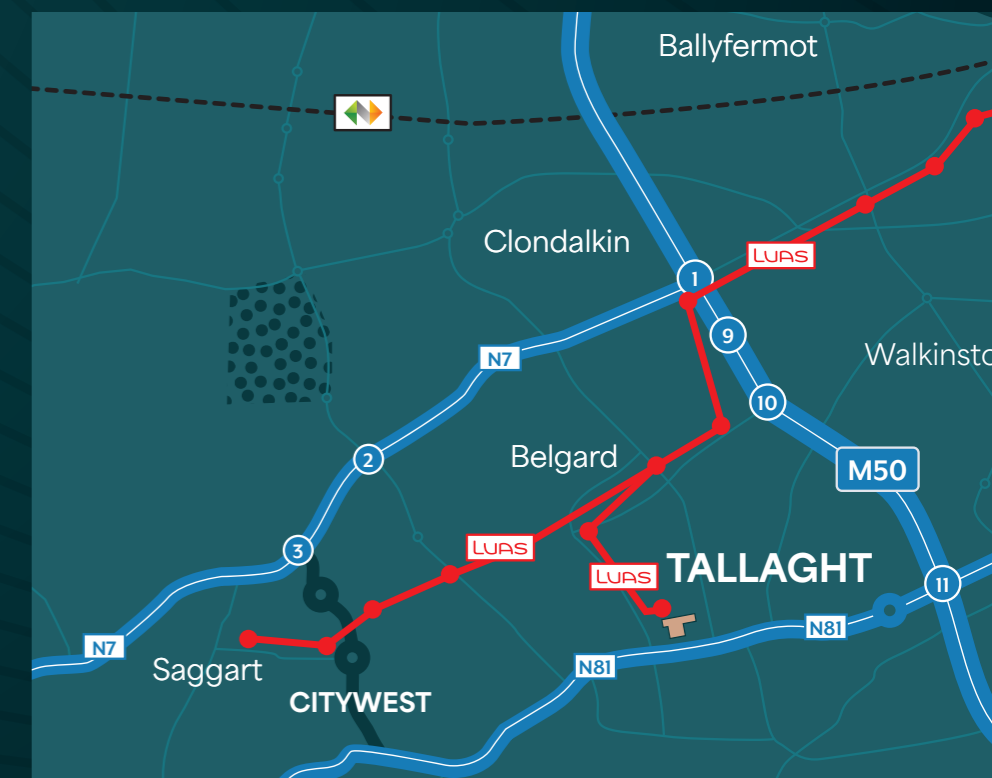 Ballyfermot
Clondalkin
LUAS
1
9
N7
Walkinsto
10
2
Belgard
M50
3
LUAS
LUAS
TALLAGHT
11
N81
N7
N81
Saggart
CITYWEST